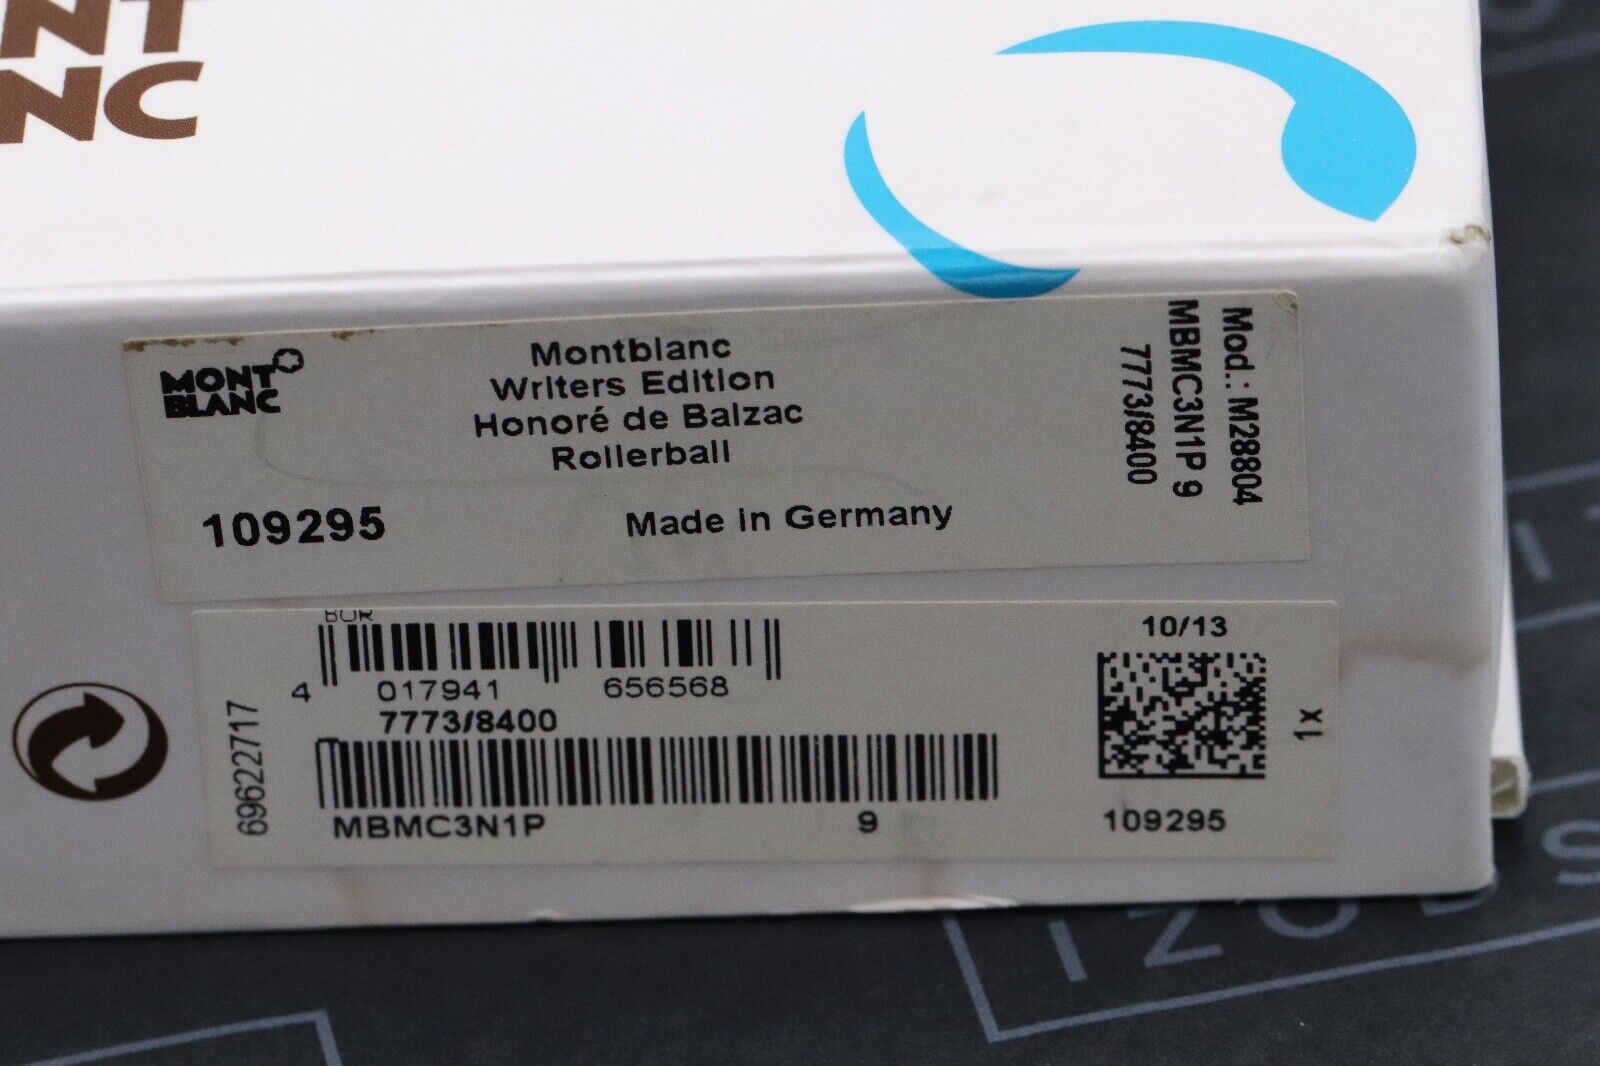 NT
NC
MONT
BLANC
Montblanc
Writers Edition
Honoré de Balzac
Rollerball
109295
Made in Germany
Mod.: M28804
MBMC3N1P 9
7773/8400
69622717
4 017941 656568
7773/8400
MBMC3N1P 9
10/13
1x
109295
IZODS